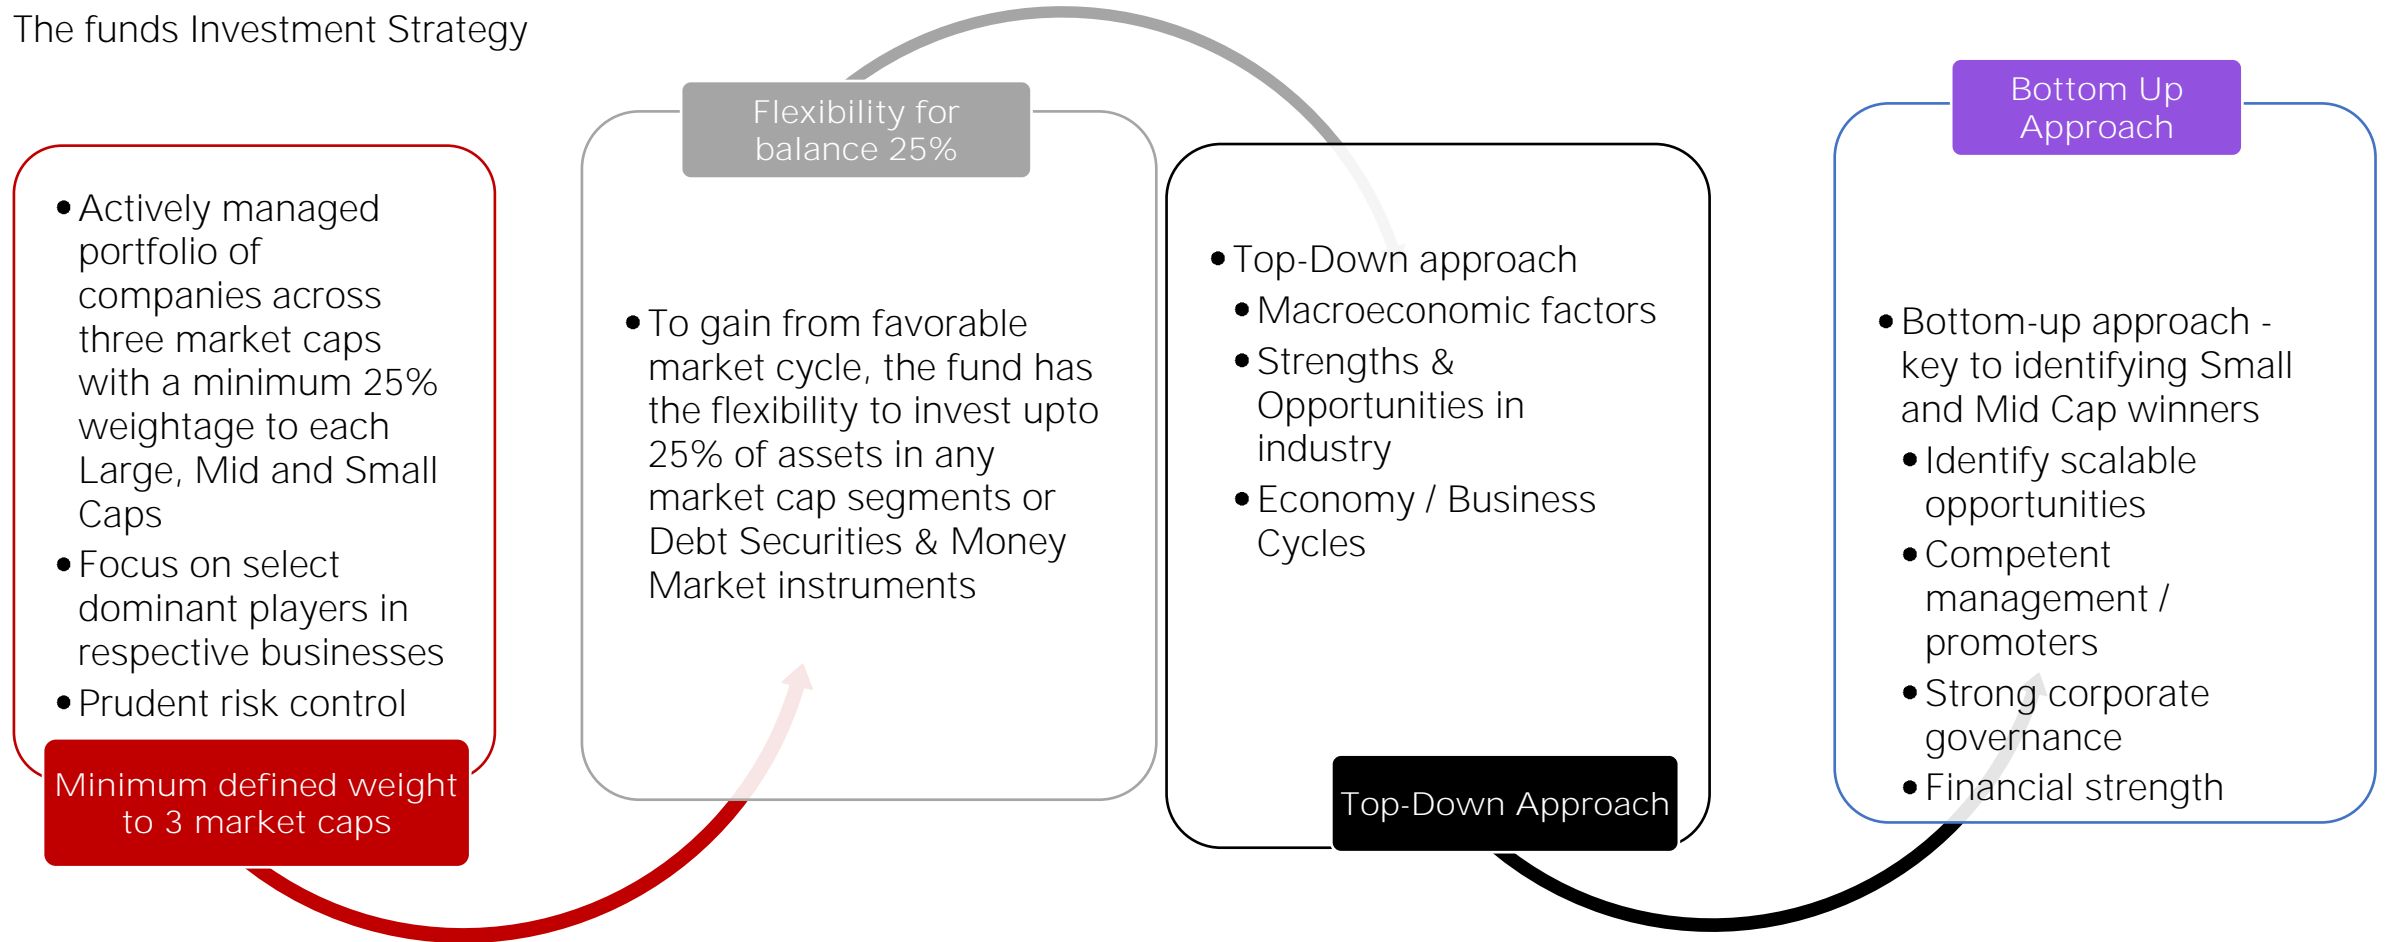 The funds Investment Strategy
• Actively managed
portfolio of
companies across
three market caps
with a minimum 25%
weightage to each
Large, Mid and Small
Caps
• Focus on select
dominant players in
respective businesses
• Prudent risk control
Minimum defined weight
to 3 market caps
Flexibility for
balance 25%
• To gain from favorable
market cycle, the fund has
the flexibility to invest upto
25% of assets in any
market cap segments or
Debt Securities & Money
Market instruments
• Top-Down approach
• Macroeconomic factors
• Strengths &
Opportunities in
industry
• Economy / Business
Cycles
Top-Down Approach
Bottom Up
Approach
• Bottom-up approach -
key to identifying Small
and Mid Cap winners
• Identify scalable
opportunities
• Competent
management /
promoters
• Strong corporate
governance
• Financial strength